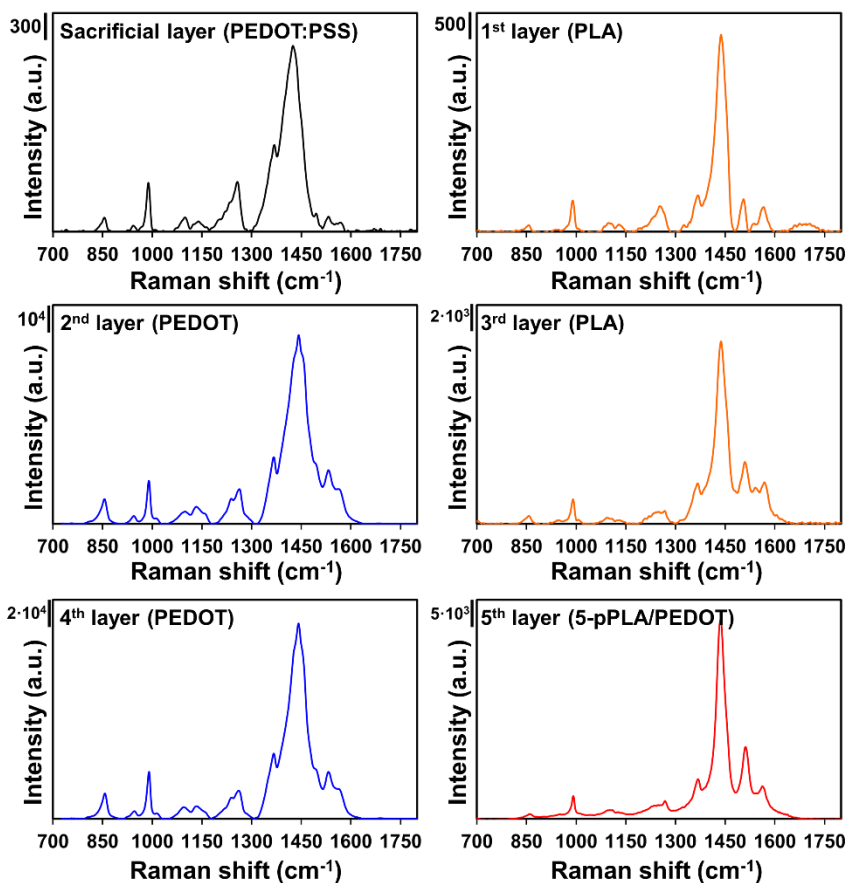 300
Sacrificial layer (PEDOT:PSS)
Intensity (a.u.)
700 850 1000 1150 1300 1450 1600 1750
Raman shift (cm⁻¹)
500
1ˢᵗ layer (PLA)
Intensity (a.u.)
700 850 1000 1150 1300 1450 1600 1750
Raman shift (cm⁻¹)
10⁴
2ⁿᵈ layer (PEDOT)
Intensity (a.u.)
700 850 1000 1150 1300 1450 1600 1750
Raman shift (cm⁻¹)
2·10³
3ʳᵈ layer (PLA)
Intensity (a.u.)
700 850 1000 1150 1300 1450 1600 1750
Raman shift (cm⁻¹)
2·10⁴
4ᵗʰ layer (PEDOT)
Intensity (a.u.)
700 850 1000 1150 1300 1450 1600 1750
Raman shift (cm⁻¹)
5·10³
5ᵗʰ layer (5-pPLA/PEDOT)
Intensity (a.u.)
700 850 1000 1150 1300 1450 1600 1750
Raman shift (cm⁻¹)